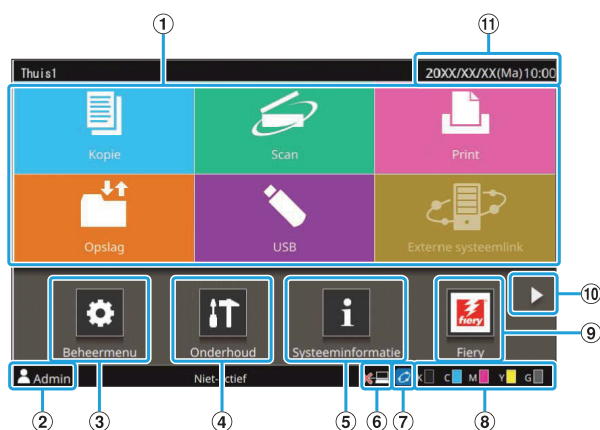 ① ⑪
Thuis1 20XX/XX/XX(Ma)10:00
Kopie Scan Print
Opslag USB Externe systeemlink
⑩
fiery
⑨
Beheermenu Onderhoud Systeeminformatie Fiery
Admin Niet-actief K C M Y G
② ③ ④ ⑤ ⑥ ⑦ ⑧